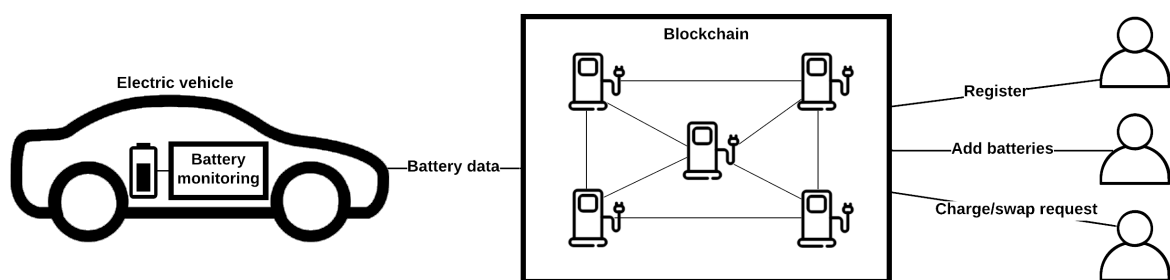 Electric vehicle
Battery
monitoring
Battery data
Blockchain
Register
Add batteries
Charge/swap request